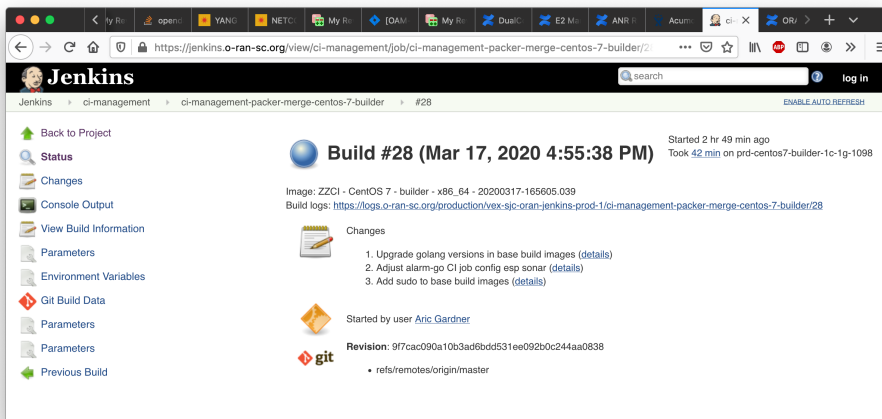 ly Re opend YANG NETCO My Re [OAM- My Re DualC E2 Ma ANR R Acumo ci- ORA
https://jenkins.o-ran-sc.org/view/ci-management/job/ci-management-packer-merge-centos-7-builder/2
Jenkins search log in
Jenkins ci-management ci-management-packer-merge-centos-7-builder #28 ENABLE AUTO REFRESH
Back to Project
Status
Changes
Console Output
View Build Information
Parameters
Environment Variables
Git Build Data
Parameters
Parameters
Previous Build
Build #28 (Mar 17, 2020 4:55:38 PM)
Started 2 hr 49 min ago
Took 42 min on prd-centos7-builder-1c-1g-1098
Image: ZZCI - CentOS 7 - builder - x86_64 - 20200317-165605.039
Build logs: https://logs.o-ran-sc.org/production/vex-sjc-oran-jenkins-prod-1/ci-management-packer-merge-centos-7-builder/28
Changes
1. Upgrade golang versions in base build images (details)
2. Adjust alarm-go CI job config esp sonar (details)
3. Add sudo to base build images (details)
Started by user Aric Gardner
git
Revision: 9f7cac090a10b3ad6bdd531ee092b0c244aa0838
• refs/remotes/origin/master